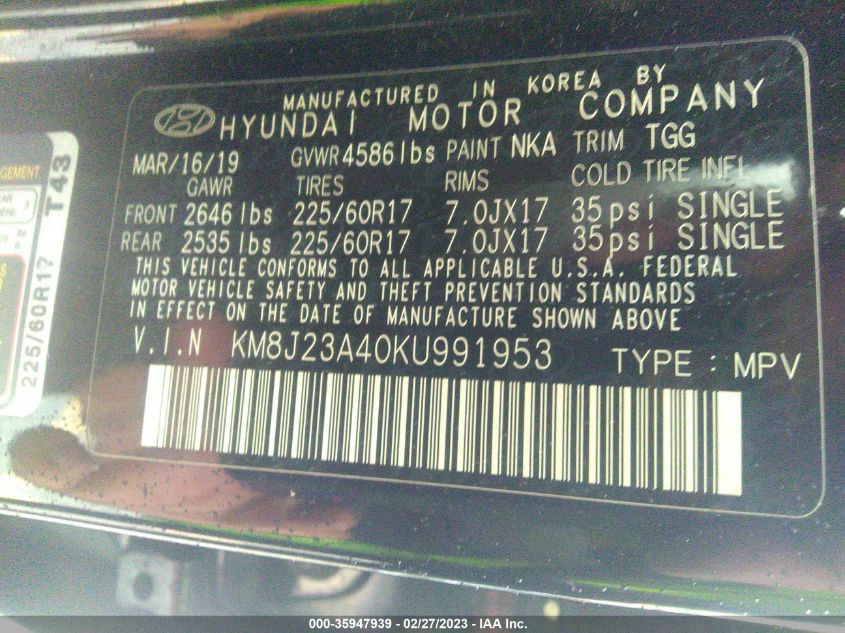 MANUFACTURED IN KOREA BY
HYUNDAI MOTOR COMPANY
MAR/16/19 GVWR 4586 lbs PAINT NKA TRIM TGG
GAWR TIRES RIMS COLD TIRE INFL
FRONT 2646 lbs 225/60R17 7.0JX17 35psi SINGLE
REAR 2535 lbs 225/60R17 7.0JX17 35psi SINGLE
THIS VEHICLE CONFORMS TO ALL APPLICABLE U.S.A. FEDERAL
MOTOR VEHICLE SAFETY AND THEFT PREVENTION STANDARDS
IN EFFECT ON THE DATE OF MANUFACTURE SHOWN ABOVE
V.I.N KM8J23A40KU991953 TYPE : MPV
225/60R17 T43
000-35947939 - 02/27/2023 - IAA Inc.